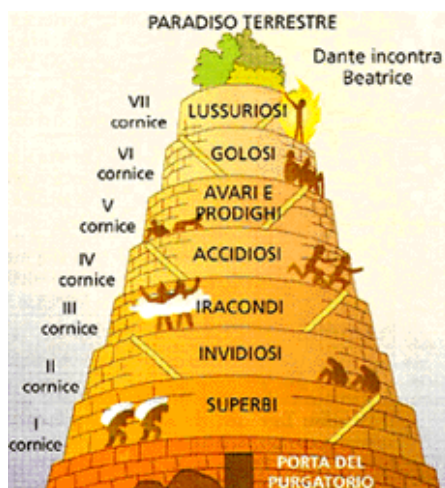 PARADISO TERRESTRE
Dante incontra
Beatrice
VII
cornice
LUSSURIOSI
VI
cornice
GOLOSI
V
cornice
AVARI E
PRODIGHI
IV
cornice
ACCIDIOSI
III
cornice
IRACONDI
II
cornice
INVIDIOSI
I
cornice
SUPERBI
PORTA DEL
PURGATORIO